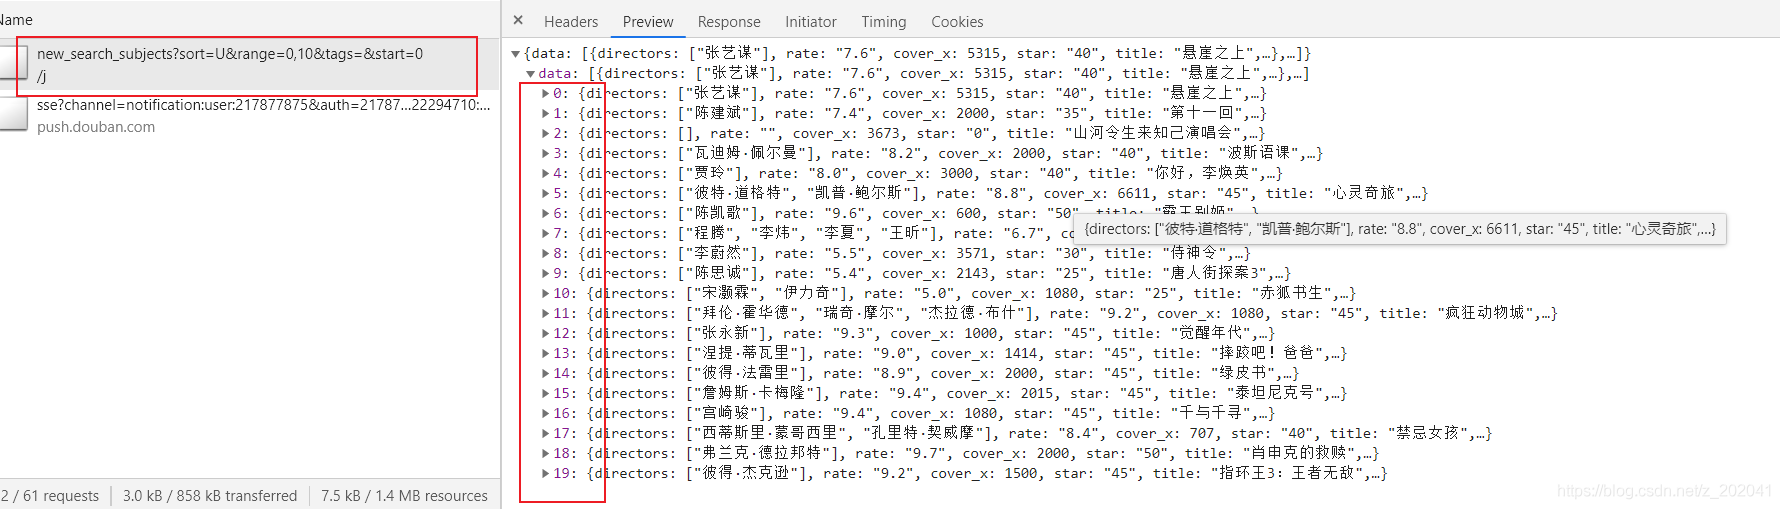 Name
new_search_subjects?sort=U&range=0,10&tags=&start=0
/j
sse?channel=notification:user:217877875&auth=21787...22294710:...
push.douban.com
2 / 61 requests
3.0 kB / 858 kB transferred
7.5 kB / 1.4 MB resources
× Headers Preview Response Initiator Timing Cookies
▼{data: [{directors: ["张艺谋"], rate: "7.6", cover_x: 5315, star: "40", title: "悬崖之上",…},…]}
▼data: [{directors: ["张艺谋"], rate: "7.6", cover_x: 5315, star: "40", title: "悬崖之上",…},…]
▶0: {directors: ["张艺谋"], rate: "7.6", cover_x: 5315, star: "40", title: "悬崖之上",…}
▶1: {directors: ["陈建斌"], rate: "7.4", cover_x: 2000, star: "35", title: "第十一回",…}
▶2: {directors: [], rate: "", cover_x: 3673, star: "0", title: "山河令生来知己演唱会",…}
▶3: {directors: ["瓦迪姆·佩尔曼"], rate: "8.2", cover_x: 2000, star: "40", title: "波斯语课",…}
▶4: {directors: ["贾玲"], rate: "8.0", cover_x: 3000, star: "40", title: "你好，李焕英",…}
▶5: {directors: ["彼特·道格特", "凯普·鲍尔斯"], rate: "8.8", cover_x: 6611, star: "45", title: "心灵奇旅",…}
▶6: {directors: ["陈凯歌"], rate: "9.6", cover_x: 600, star: "50", title: "霸王别姬",…}
{directors: ["彼特·道格特", "凯普·鲍尔斯"], rate: "8.8", cover_x: 6611, star: "45", title: "心灵奇旅",…}
▶7: {directors: ["程腾", "李炜", "李夏", "王昕"], rate: "6.7", c
▶8: {directors: ["李蔚然"], rate: "5.5", cover_x: 3571, star: "30", title: "侍神令",…}
▶9: {directors: ["陈思诚"], rate: "5.4", cover_x: 2143, star: "25", title: "唐人街探案3",…}
▶10: {directors: ["宋灏霖", "伊力奇"], rate: "5.0", cover_x: 1080, star: "25", title: "赤狐书生",…}
▶11: {directors: ["拜伦·霍华德", "瑞奇·摩尔", "杰拉德·布什"], rate: "9.2", cover_x: 1080, star: "45", title: "疯狂动物城",…}
▶12: {directors: ["张永新"], rate: "9.3", cover_x: 1000, star: "45", title: "觉醒年代",…}
▶13: {directors: ["涅提·蒂瓦里"], rate: "9.0", cover_x: 1414, star: "45", title: "摔跤吧！爸爸",…}
▶14: {directors: ["彼得·法雷里"], rate: "8.9", cover_x: 2000, star: "45", title: "绿皮书",…}
▶15: {directors: ["詹姆斯·卡梅隆"], rate: "9.4", cover_x: 2015, star: "45", title: "泰坦尼克号",…}
▶16: {directors: ["宫崎骏"], rate: "9.4", cover_x: 1080, star: "45", title: "千与千寻",…}
▶17: {directors: ["西蒂斯里·蒙哥西里", "孔里特·契威摩"], rate: "8.4", cover_x: 707, star: "40", title: "禁忌女孩",…}
▶18: {directors: ["弗兰克·德拉邦特"], rate: "9.7", cover_x: 2000, star: "50", title: "肖申克的救赎",…}
▶19: {directors: ["彼得·杰克逊"], rate: "9.2", cover_x: 1500, star: "45", title: "指环王3：王者无敌",…}
https://blog.csdn.net/z_202041